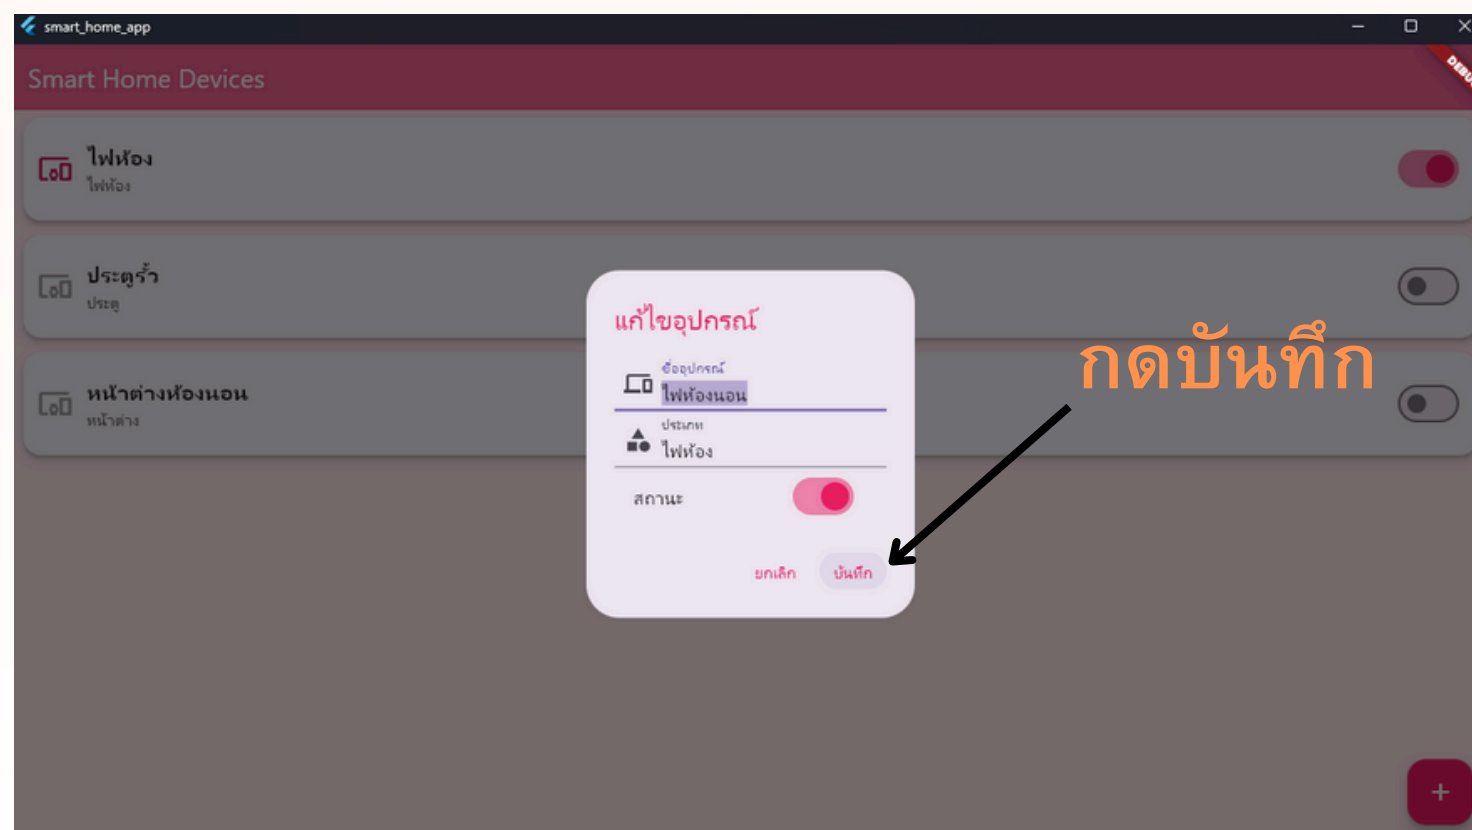 smart_home_app
Smart Home Devices
ไฟห้อง
ไฟห้อง
ประตูรั้ว
ประตู
หน้าต่างห้องนอน
หน้าต่าง
แก้ไขอุปกรณ์
ชื่ออุปกรณ์
ไฟห้องนอน
ประเภท
ไฟห้อง
สถานะ
ยกเลิก บันทึก
กดบันทึก
+